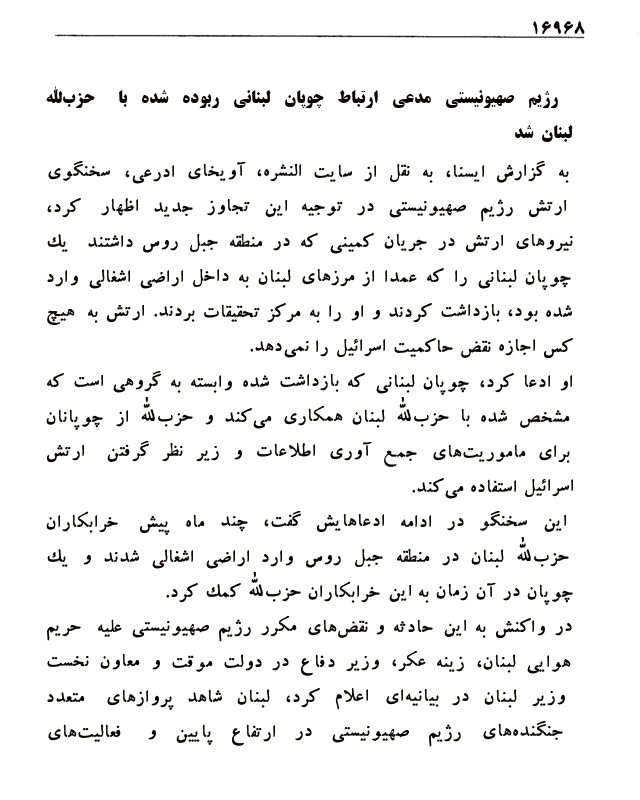 ۱۶۹۶۸
رژیم صهیونیستی مدعی ارتباط چوپان لبنانی ربوده شده با حزب‌الله
لبنان شد
به گزارش ایسنا، به نقل از سایت النشره، آویخای ادرعی، سخنگوی
ارتش رژیم صهیونیستی در توجیه این تجاوز جدید اظهار کرد،
نیروهای ارتش در جریان کمینی که در منطقه جبل روس داشتند یك
چوپان لبنانی را که عمدا از مرزهای لبنان به داخل اراضی اشغالی وارد
شده بود، بازداشت کردند و او را به مرکز تحقیقات بردند. ارتش به هیچ
کس اجازه نقض حاکمیت اسرائیل را نمی‌دهد.
او ادعا کرد، چوپان لبنانی که بازداشت شده وابسته به گروهی است که
مشخص شده با حزب‌الله لبنان همکاری می‌کند و حزب‌الله از چوپانان
برای ماموریت‌های جمع آوری اطلاعات و زیر نظر گرفتن ارتش
اسرائیل استفاده می‌کند.
این سخنگو در ادامه ادعاهایش گفت، چند ماه پیش خرابکاران
حزب‌الله لبنان در منطقه جبل روس وارد اراضی اشغالی شدند و یك
چوپان در آن زمان به این خرابکاران حزب‌الله کمك کرد.
در واکنش به این حادثه و نقض‌های مکرر رژیم صهیونیستی علیه حریم
هوایی لبنان، زینه عکر، وزیر دفاع در دولت موقت و معاون نخست
وزیر لبنان در بیانیه‌ای اعلام کرد، لبنان شاهد پروازهای متعدد
جنگنده‌های رژیم صهیونیستی در ارتفاع پایین و فعالیت‌های